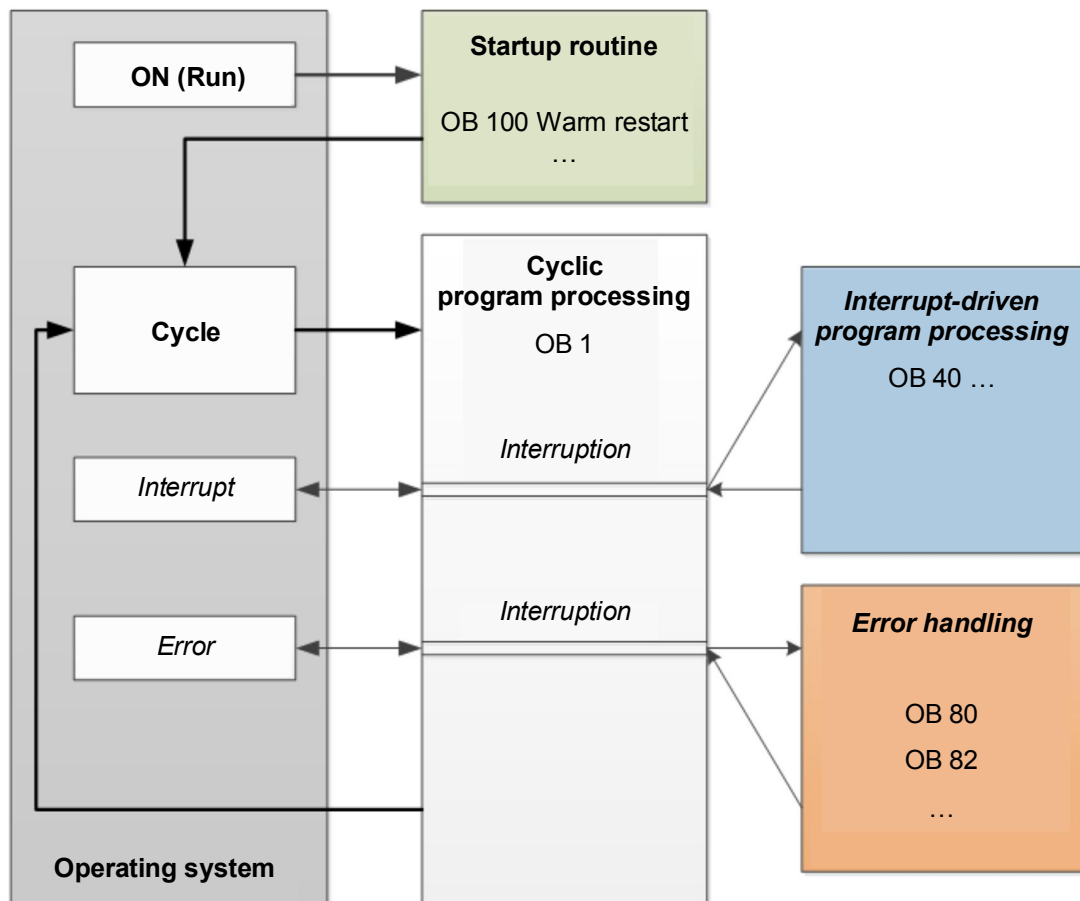 ON (Run)
Startup routine
OB 100 Warm restart
…
Cycle
Cyclic
program processing
OB 1
Interrupt-driven
program processing
OB 40 …
Interruption
Interrupt
Interruption
Error
Error handling
OB 80
OB 82
…
Operating system